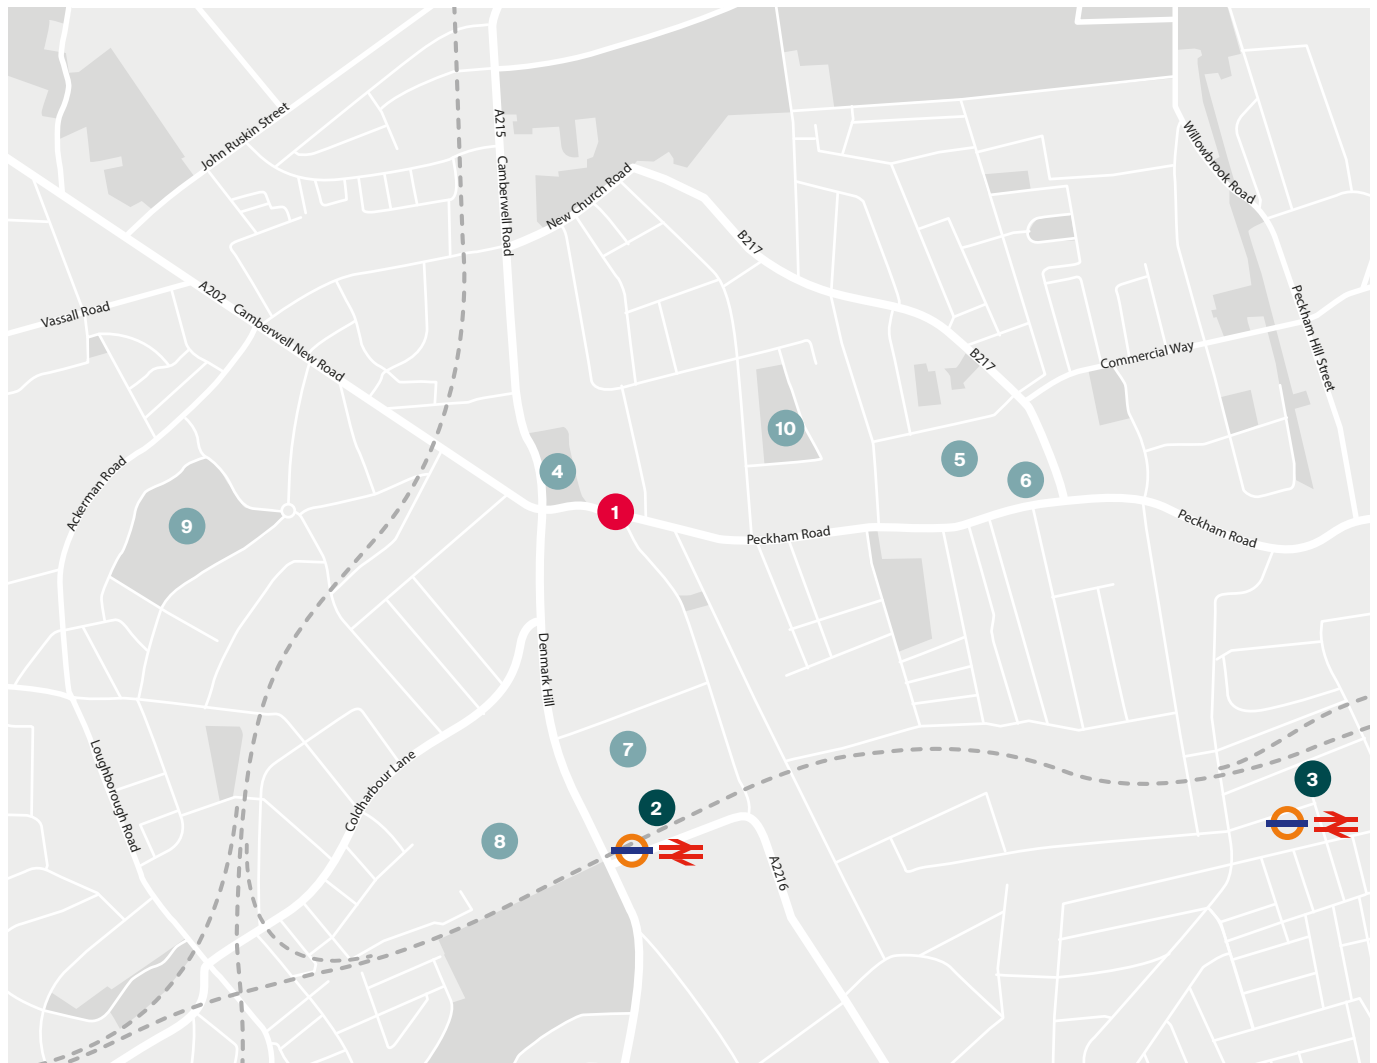 John Ruskin Street
A215 Camberwell Road
New Church Road
B217
Willowbrook Road
Vassall Road
A202 Camberwell New Road
Peckham Hill Street
Commercial Way
B217
10
4
5
6
Ackerman Road
9
1
Peckham Road
Peckham Road
Denmark Hill
7
Loughborough Road
Coldharbour Lane
2
3
8
A2216